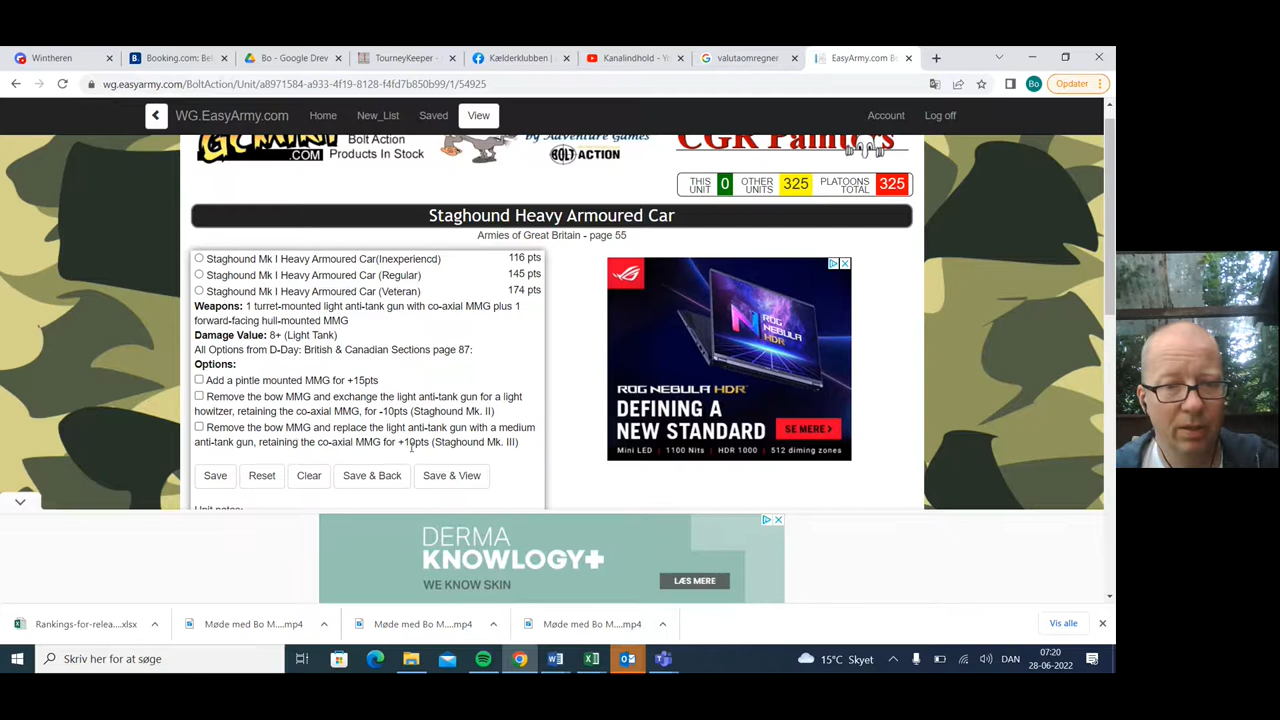 Wintheren
Booking.com: Bel
Bo - Google Drev
TourneyKeeper -
Kælderklubben |
Kanalindhold - Y
valutaomregner
EasyArmy.com B
wg.easyarmy.com/BoltAction/Unit/a8971584-a933-4f19-8128-f4fd7b850b99/1/54925
Bo
Opdater
WG.EasyArmy.com
Home
New_List
Saved
View
Account
Log off
.COM
Bolt Action
Products In Stock
by Adventure Games
BOLT ACTION
CGR Painters
THIS UNIT 0 OTHER UNITS 325 PLATOONS TOTAL 325
Staghound Heavy Armoured Car
Armies of Great Britain - page 55
Staghound Mk I Heavy Armoured Car(Inexperiencd) 116 pts
Staghound Mk I Heavy Armoured Car (Regular) 145 pts
Staghound Mk I Heavy Armoured Car (Veteran) 174 pts
Weapons: 1 turret-mounted light anti-tank gun with co-axial MMG plus 1
forward-facing hull-mounted MMG
Damage Value: 8+ (Light Tank)
All Options from D-Day: British & Canadian Sections page 87:
Options:
Add a pintle mounted MMG for +15pts
Remove the bow MMG and exchange the light anti-tank gun for a light
howitzer, retaining the co-axial MMG, for -10pts (Staghound Mk. II)
Remove the bow MMG and replace the light anti-tank gun with a medium
anti-tank gun, retaining the co-axial MMG for +10pts (Staghound Mk. III)
Save
Reset
Clear
Save & Back
Save & View
Unit notes:
ROG NEBULA HDR
ROG NEBULA HDR
DEFINING A
NEW STANDARD
SE MERE >
Mini LED | 1100 Nits | HDR 1000 | 512 diming zones
DERMA
KNOWLOGY+
WE KNOW SKIN
LÆS MERE
Rankings-for-relea....xlsx
Møde med Bo M....mp4
Møde med Bo M....mp4
Møde med Bo M....mp4
Vis alle
Skriv her for at søge
15°C Skyet
DAN
07:20
28-06-2022